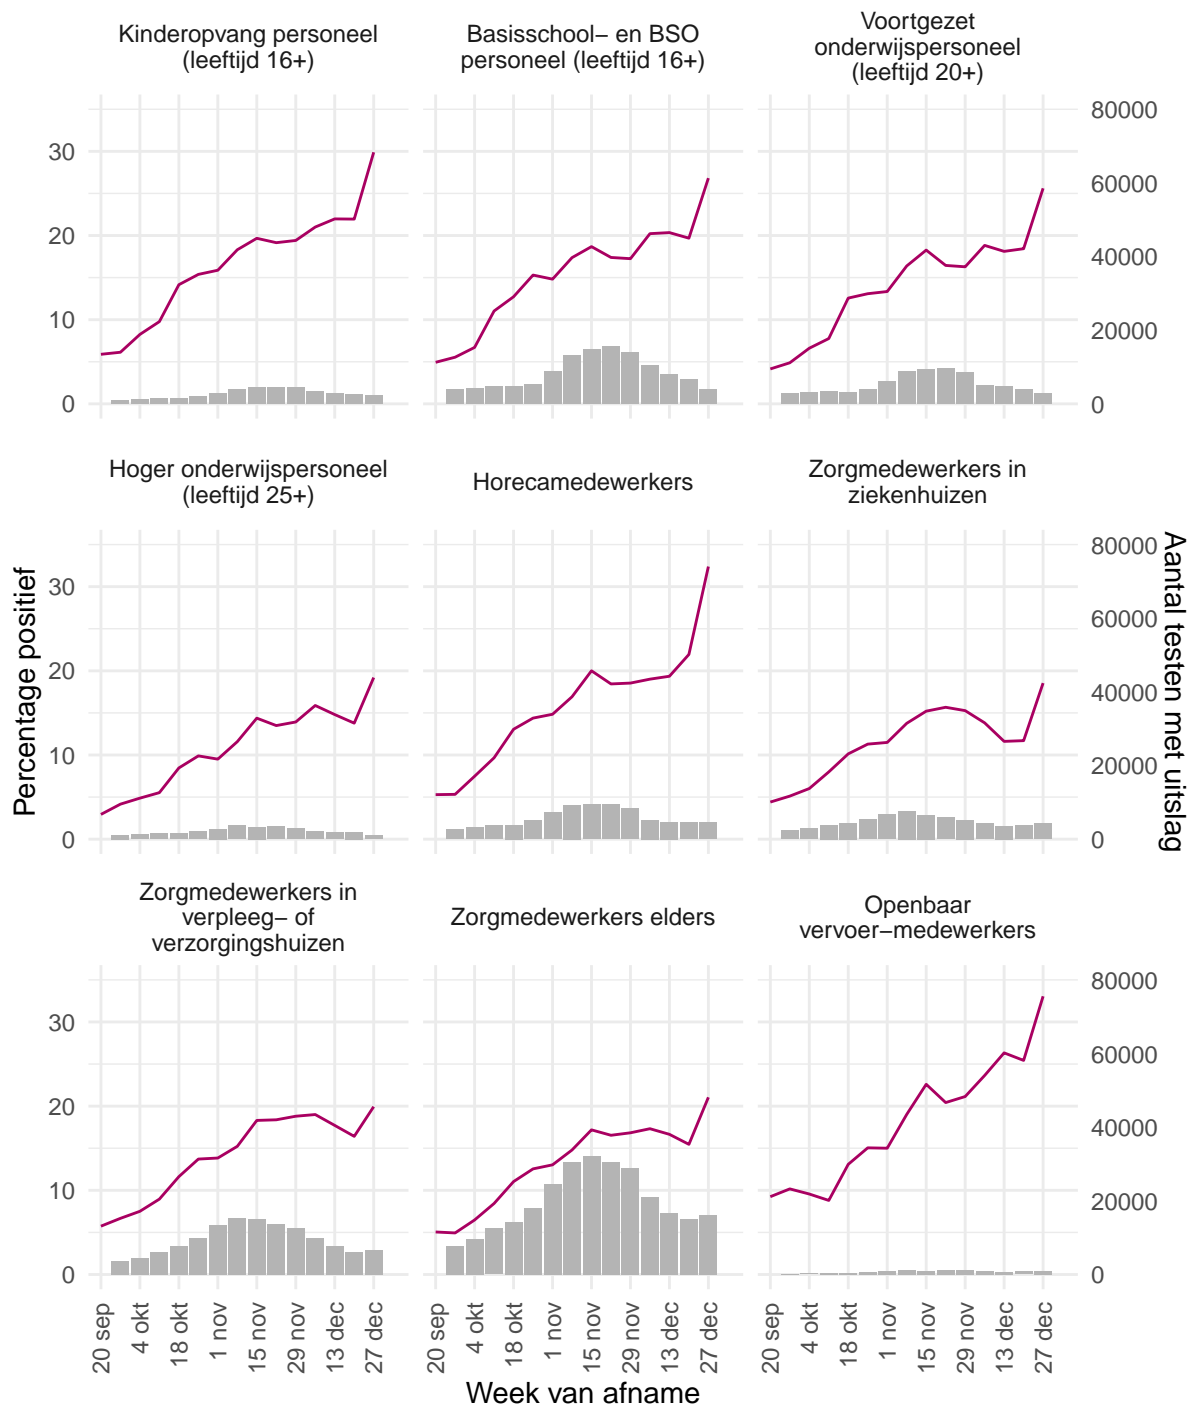 Kinderopvang personeel
(leeftijd 16+)
Basisschool− en BSO
personeel (leeftijd 16+)
Voortgezet
onderwijspersoneel
(leeftijd 20+)
30
20
10
0
80000
60000
40000
20000
0
Hoger onderwijspersoneel
(leeftijd 25+)
Horecamedewerkers
Zorgmedewerkers in
ziekenhuizen
30
20
10
0
80000
60000
40000
20000
0
Percentage positief
Aantal testen met uitslag
Zorgmedewerkers in
verpleeg− of
verzorgingshuizen
Zorgmedewerkers elders
Openbaar
vervoer−medewerkers
30
20
10
0
80000
60000
40000
20000
0
20 sep
4 okt
18 okt
1 nov
15 nov
29 nov
13 dec
27 dec
20 sep
4 okt
18 okt
1 nov
15 nov
29 nov
13 dec
27 dec
20 sep
4 okt
18 okt
1 nov
15 nov
29 nov
13 dec
27 dec
Week van afname